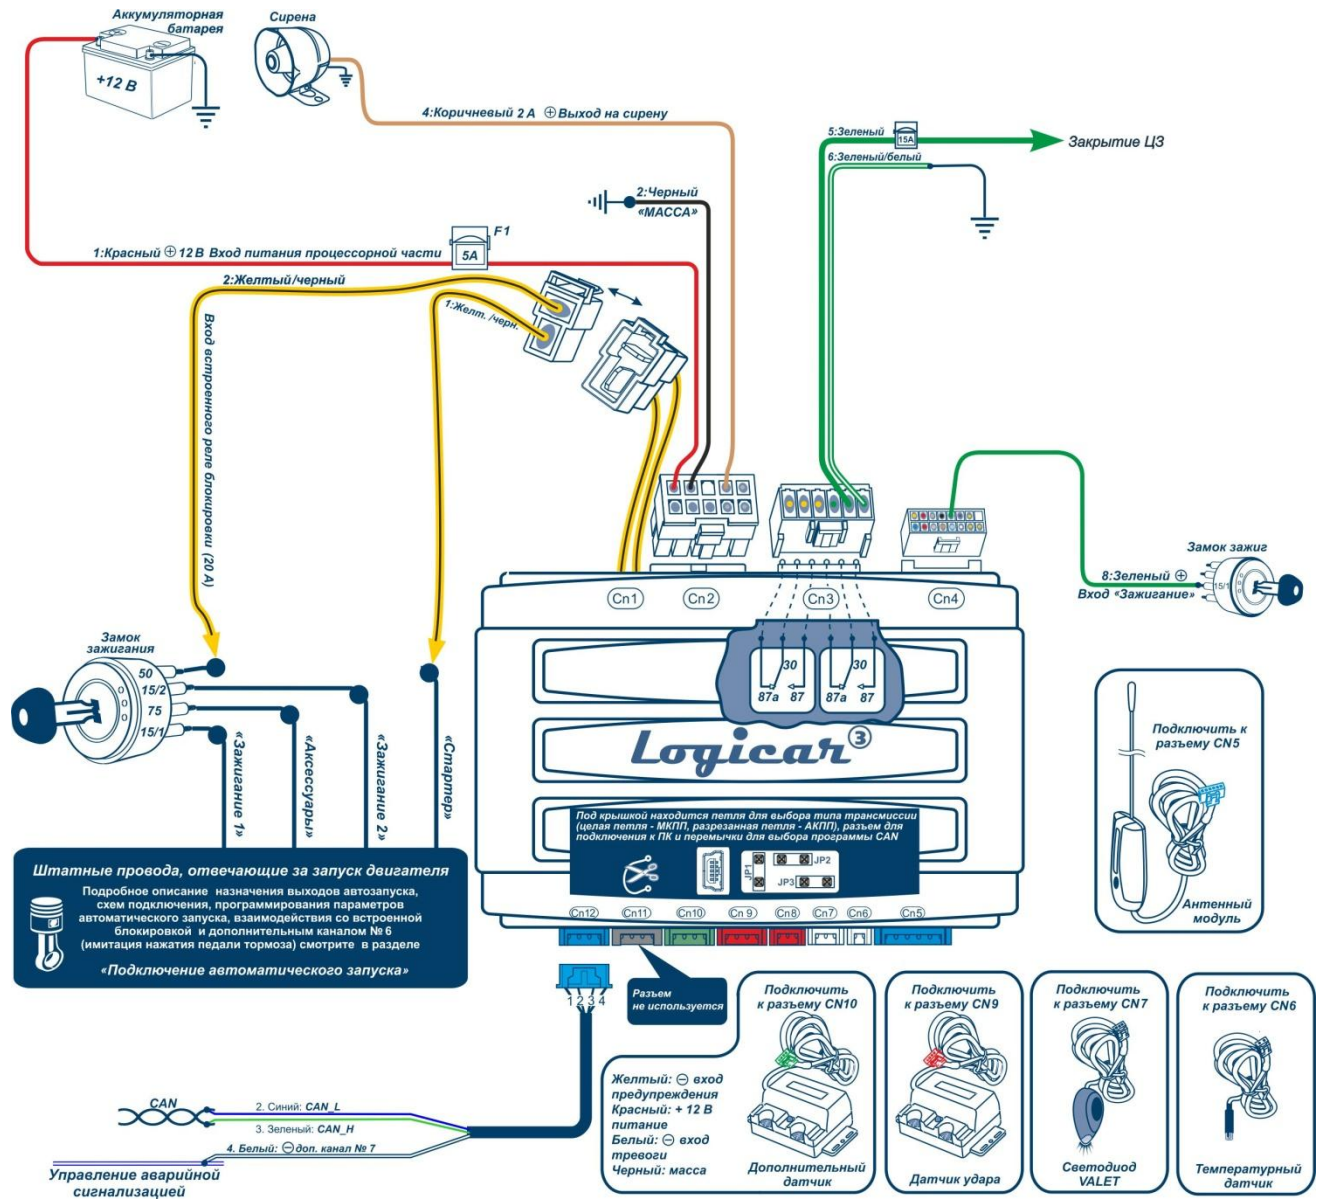 Аккумуляторная
батарея
+12 В
Сирена
4:Коричневый 2 А ⊕ Выход на сирену
5:Зеленый
15А
Закрытие ЦЗ
6:Зеленый/белый
2:Черный
«МАССА»
1:Красный ⊕ 12 В Вход питания процессорной части
F1
5А
2:Желтый/черный
1:Желт. /черн.
Вход встроенного реле блокировки (20 А)
Замок зажиг
8:Зеленый ⊕
Вход «Зажигание»
15/1
Cn1
Cn2
Cn3
Cn4
30
87a
87
30
87a
87
Logicar 3
Замок
зажигания
50
15/2
75
15/1
«Зажигание 1»
«Аксессуары»
«Зажигание 2»
«Стартер»
Штатные провода, отвечающие за запуск двигателя
Подробное описание назначения выходов автозапуска,
схем подключения, программирования параметров
автоматического запуска, взаимодействия со встроенной
блокировкой и дополнительным каналом № 6
(имитация нажатия педали тормоза) смотрите в разделе
«Подключение автоматического запуска»
Под крышкой находится петля для выбора типа трансмиссии
(целая петля - МКПП, разрезанная петля - АКПП), разъем для
подключения к ПК и перемычки для выбора программы CAN
JP1
JP2
JP3
Cn12
Cn11
Cn10
Cn 9
Cn8
Cn7
Cn6
Cn5
Подключить к
разъему CN5
Антенный
модуль
1 2 3 4
Разъем
не используется
Подключить
к разъему CN10
Желтый: ⊖ вход
предупреждения
Красный: + 12 В
питание
Белый: ⊖ вход
тревоги
Черный: масса
Дополнительный
датчик
Подключить
к разъему CN9
Датчик удара
Подключить
к разъему CN7
Светодиод
VALET
Подключить
к разъему CN6
Температурный
датчик
CAN
2. Синий: CAN_L
3. Зеленый: CAN_H
4. Белый: ⊖ доп. канал № 7
Управление аварийной
сигнализацией